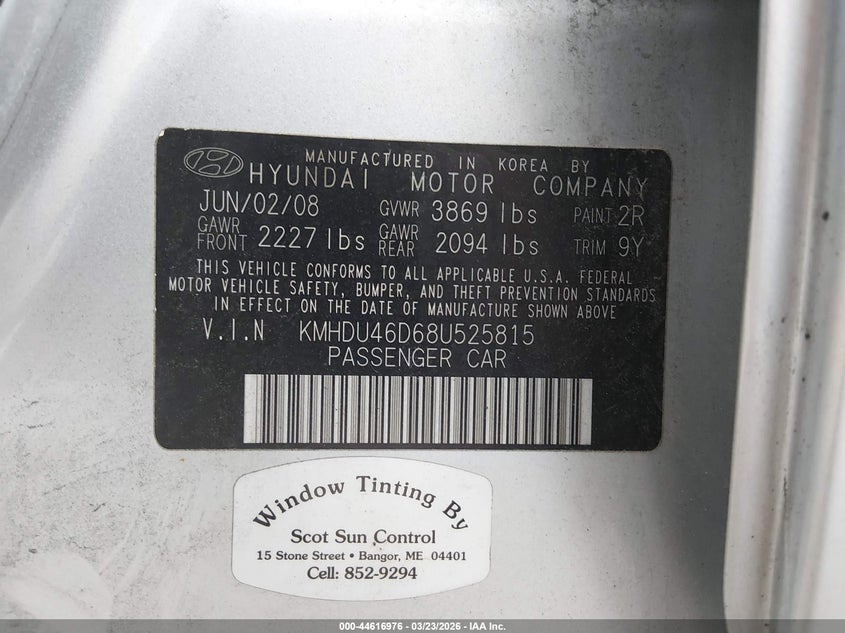 MANUFACTURED IN KOREA BY
HYUNDAI MOTOR COMPANY
JUN/02/08 GVWR 3869 lbs PAINT 2R
GAWR FRONT 2227 lbs GAWR REAR 2094 lbs TRIM 9Y
THIS VEHICLE CONFORMS TO ALL APPLICABLE U.S.A. FEDERAL
MOTOR VEHICLE SAFETY, BUMPER, AND THEFT PREVENTION STANDARDS
IN EFFECT ON THE DATE OF MANUFACTURE SHOWN ABOVE
V.I.N KMHDU46D68U525815
PASSENGER CAR
Window Tinting By
Scot Sun Control
15 Stone Street • Bangor, ME 04401
Cell: 852-9294
000-44616976 | 03/23/2026 | IAA Inc.